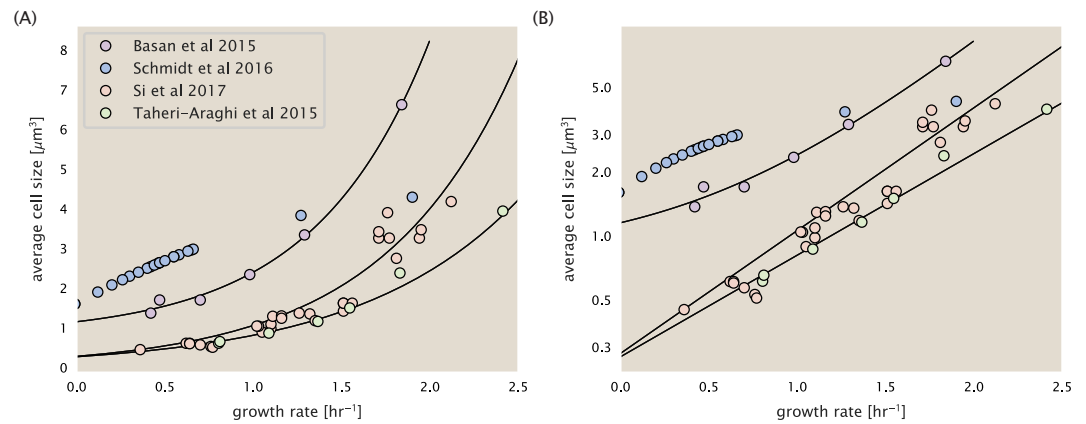 (A)
(B)
8
7
6
5
4
3
2
1
0
average cell size [μm³]
Basan et al 2015
Schmidt et al 2016
Si et al 2017
Taheri-Araghi et al 2015
0.0 0.5 1.0 1.5 2.0 2.5
growth rate [hr⁻¹]
5.0
3.0
2.0
1.0
0.5
0.3
average cell size [μm³]
0.0 0.5 1.0 1.5 2.0 2.5
growth rate [hr⁻¹]